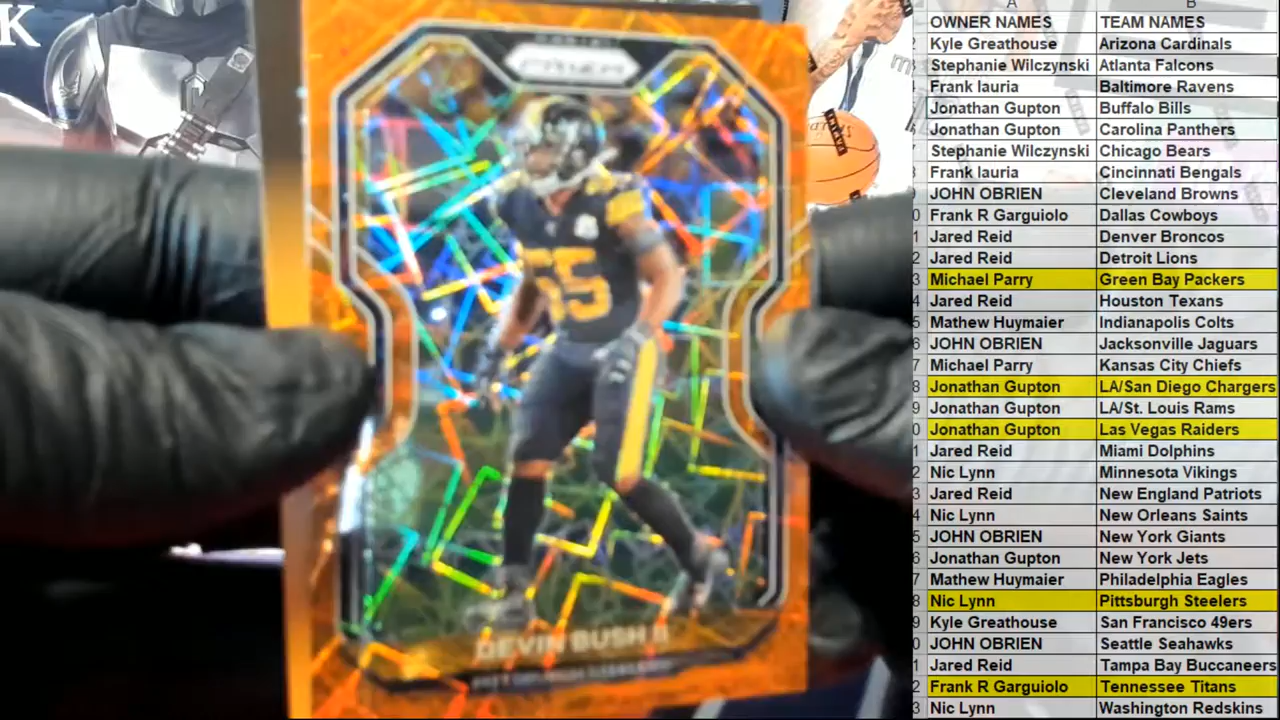 K
A
B
OWNER NAMES TEAM NAMES
Kyle Greathouse Arizona Cardinals
Stephanie Wilczynski Atlanta Falcons
Frank lauria Baltimore Ravens
Jonathan Gupton Buffalo Bills
Jonathan Gupton Carolina Panthers
Stephanie Wilczynski Chicago Bears
Frank lauria Cincinnati Bengals
JOHN OBRIEN Cleveland Browns
Frank R Garguiolo Dallas Cowboys
Jared Reid Denver Broncos
Jared Reid Detroit Lions
Michael Parry Green Bay Packers
Jared Reid Houston Texans
Mathew Huymaier Indianapolis Colts
JOHN OBRIEN Jacksonville Jaguars
Michael Parry Kansas City Chiefs
Jonathan Gupton LA/San Diego Chargers
Jonathan Gupton LA/St. Louis Rams
Jonathan Gupton Las Vegas Raiders
Jared Reid Miami Dolphins
Nic Lynn Minnesota Vikings
Jared Reid New England Patriots
Nic Lynn New Orleans Saints
JOHN OBRIEN New York Giants
Jonathan Gupton New York Jets
Mathew Huymaier Philadelphia Eagles
Nic Lynn Pittsburgh Steelers
Kyle Greathouse San Francisco 49ers
JOHN OBRIEN Seattle Seahawks
Jared Reid Tampa Bay Buccaneers
Frank R Garguiolo Tennessee Titans
Nic Lynn Washington Redskins
PRIZM
55
DEVIN BUSH II
PITTSBURGH STEELERS